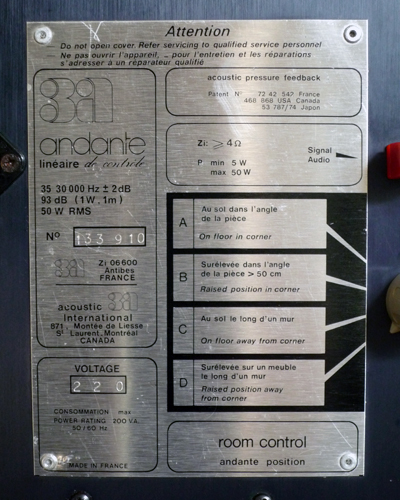 Attention
Do not open cover. Refer servicing to qualified service personnel
Ne pas ouvrir l'appareil, .. pour l'entretien et les réparations
s'adresser à un réparateur qualifié
3a
andante
linéaire de contrôle
35 30 000 Hz ± 2dB
93 dB (1W, 1m)
50 W RMS
Nº 133 910
3a Zi 06600
Antibes
FRANCE
acoustic 3a
International
671, Montée de Liesse
St Laurent, Montréal
CANADA
VOLTAGE
220
CONSOMMATION max
POWER-RATING 200 VA.
50/60 Hz
MADE IN FRANCE
acoustic pressure feedback
Patent Nº 72 42 547 France
468 868 USA Canada
53 787/74 Japon
Zi: ⩾ 4 Ω
P min 5 W
max 50 W
Signal
Audio
A
Au sol dans l'angle
de la pièce
On floor in corner
B
Surélevée dans l'angle
de la pièce > 50 cm
Raised position in corner
C
Au sol le long d'un mur
On floor away from corner
D
Surélevée sur un meuble
le long d'un mur
Raised position away
from corner
room control
andante position